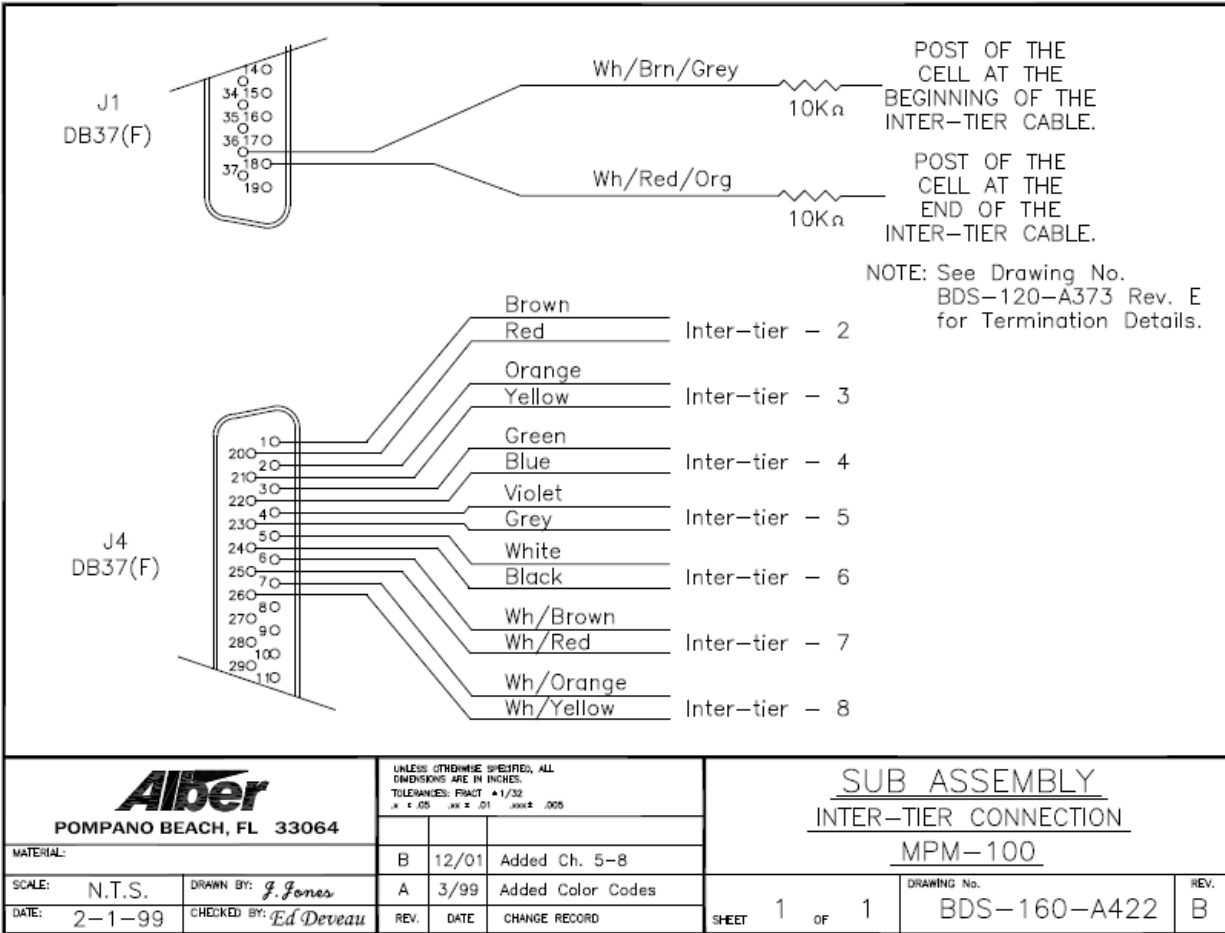 J1
DB37(F)
14
34 15
35 16
36 17
18
37
19
Wh/Brn/Grey
10KΩ
POST OF THE
CELL AT THE
BEGINNING OF THE
INTER-TIER CABLE.
Wh/Red/Org
10KΩ
POST OF THE
CELL AT THE
END OF THE
INTER-TIER CABLE.
NOTE: See Drawing No.
BDS-120-A373 Rev. E
for Termination Details.
J4
DB37(F)
1
20
2
21
3
22
4
23
5
24
6
25
7
26
8
27
9
28
10
29
11
Brown
Red
Inter-tier - 2
Orange
Yellow
Inter-tier - 3
Green
Blue
Inter-tier - 4
Violet
Grey
Inter-tier - 5
White
Black
Inter-tier - 6
Wh/Brown
Wh/Red
Inter-tier - 7
Wh/Orange
Wh/Yellow
Inter-tier - 8
Alber
POMPANO BEACH, FL 33064
MATERIAL:
SCALE: N.T.S.
DRAWN BY: J. Jones
DATE: 2-1-99
CHECKED BY: Ed Deveau
UNLESS OTHERWISE SPECIFIED, ALL
DIMENSIONS ARE IN INCHES.
TOLERANCES: FRACT ± 1/32
.x ± .05 .xx ± .01 .xxx± .005
B 12/01 Added Ch. 5-8
A 3/99 Added Color Codes
REV. DATE CHANGE RECORD
SUB ASSEMBLY
INTER-TIER CONNECTION
MPM-100
SHEET 1 OF 1
DRAWING No.
BDS-160-A422
REV.
B